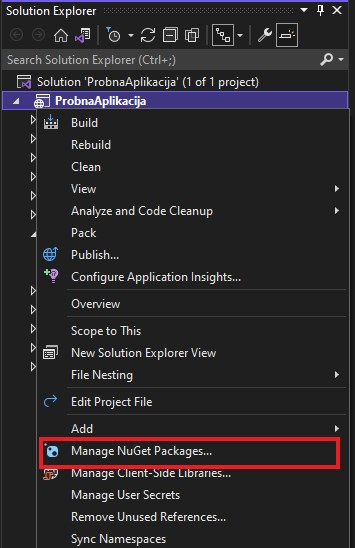 Solution Explorer
Search Solution Explorer (Ctrl+;)
Solution 'ProbnaAplikacija' (1 of 1 project)
ProbnaAplikacija
Build
Rebuild
Clean
View
Analyze and Code Cleanup
Pack
Publish...
Configure Application Insights...
Overview
Scope to This
New Solution Explorer View
File Nesting
Edit Project File
Add
Manage NuGet Packages...
Manage Client-Side Libraries...
Manage User Secrets
Remove Unused References...
Sync Namespaces